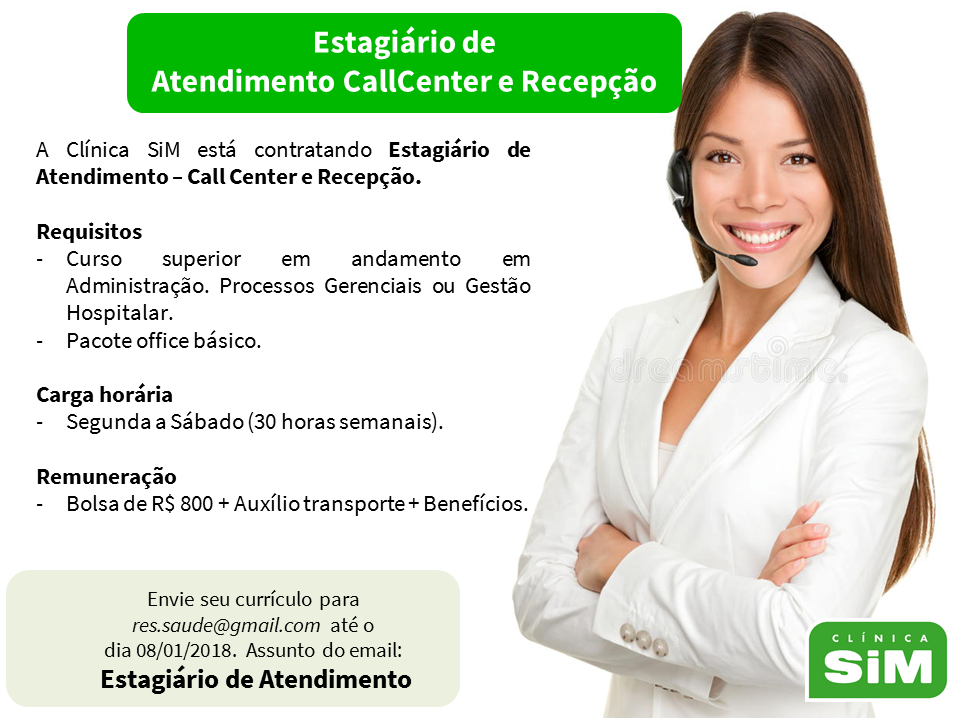 Estagiário de
Atendimento CallCenter e Recepção
A Clínica SiM está contratando Estagiário de
Atendimento – Call Center e Recepção.
Requisitos
- Curso superior em andamento em
Administração. Processos Gerenciais ou Gestão
Hospitalar.
- Pacote office básico.
Carga horária
- Segunda a Sábado (30 horas semanais).
Remuneração
- Bolsa de R$ 800 + Auxílio transporte + Benefícios.
Envie seu currículo para
res.saude@gmail.com até o
dia 08/01/2018. Assunto do email:
Estagiário de Atendimento
dreamstime.
CLÍNICA
SiM